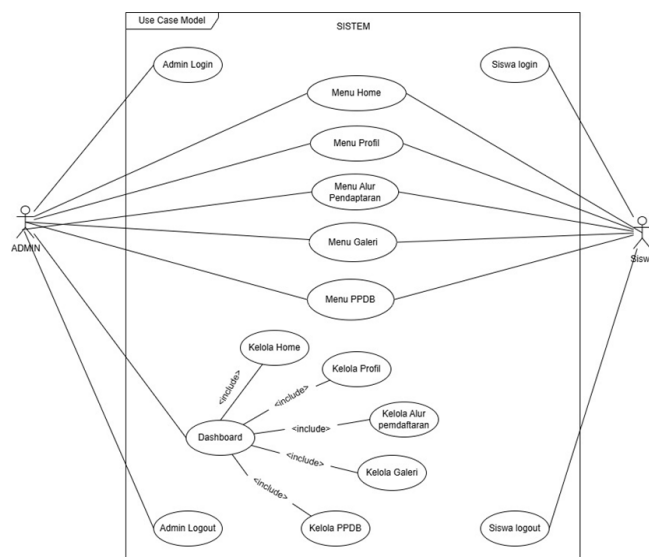 Use Case Model
SISTEM
Admin Login
Siswa login
Menu Home
Menu Profil
Menu Alur
Pendaptaran
ADMIN
Menu Galeri
Siswa
Menu PPDB
Kelola Home
Kelola Profil
<include>
<include>
Kelola Alur
pemdaftaran
<include>
Dashboard
<include>
Kelola Galeri
<include>
Admin Logout
Kelola PPDB
Siswa logout